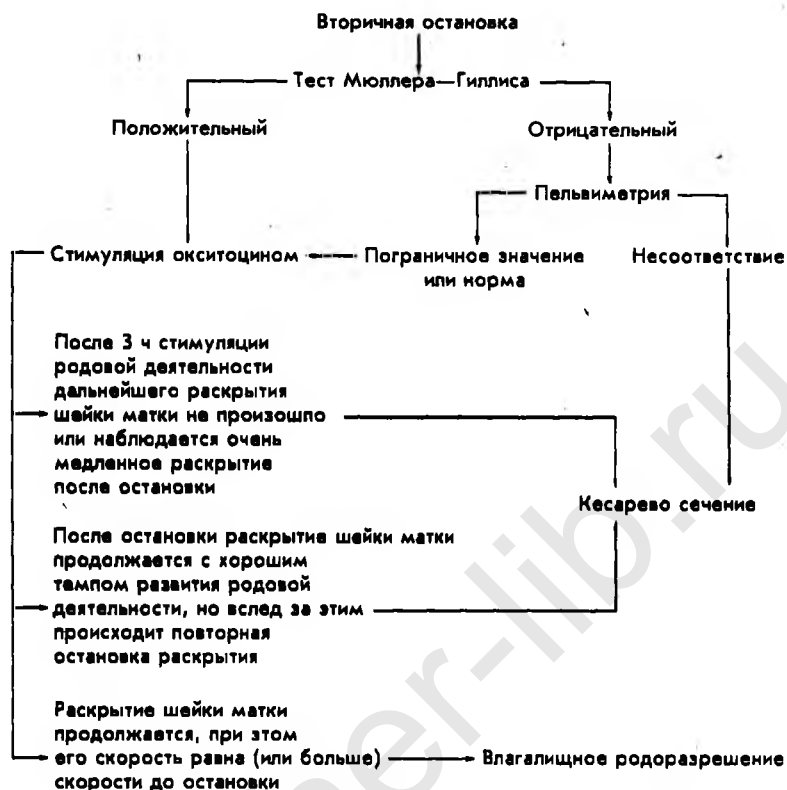 Вторичная остановка
Тест Мюллера—Гиллиса
Положительный
Отрицательный
Пельвиметрия
Стимуляция окситоцином
Пограничное значение
или норма
Несоответствие
После 3 ч стимуляции
родовой деятельности
дальнейшего раскрытия
шейки матки не произошло
или наблюдается очень
медленное раскрытие
после остановки
Кесарево сечение
После остановки раскрытие шейки матки
продолжается с хорошим
темпом развития родовой
деятельности, но вслед за этим
происходит повторная
остановка раскрытия
Раскрытие шейки матки
продолжается, при этом
его скорость равна (или больше)
скорости до остановки
Влагалищное родоразрешение
mer-lib.ru